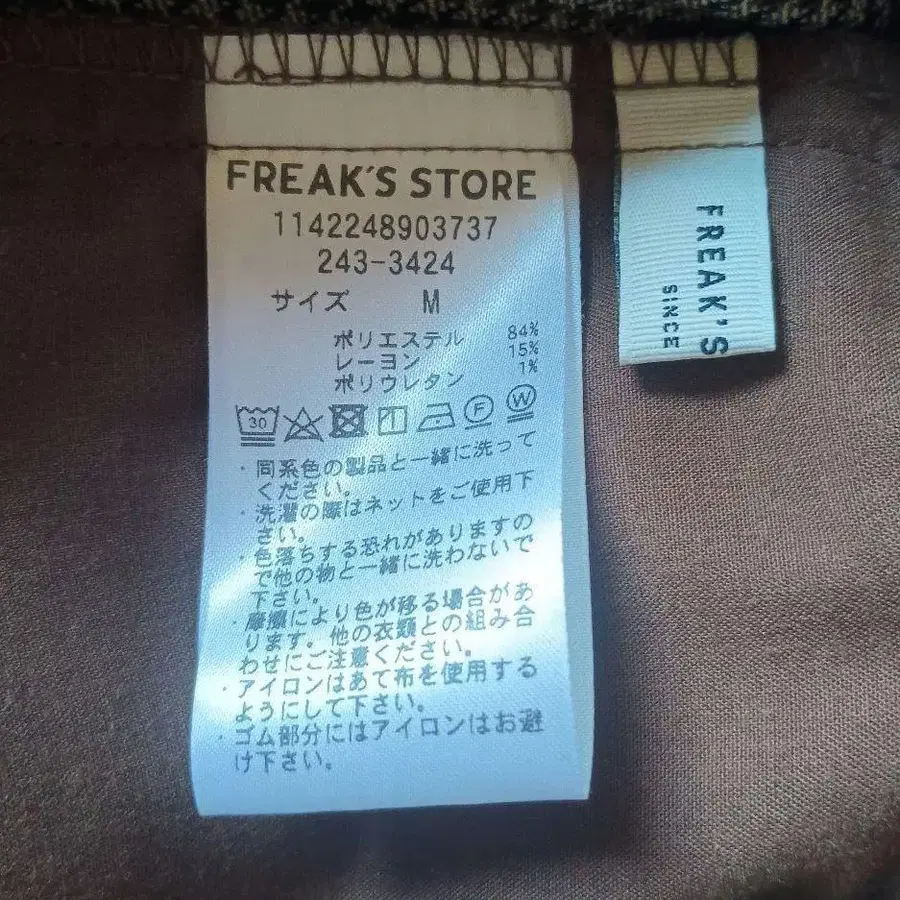 FREAK'S STORE
1142248903737
243-3424
サイズ M
ポリエステル 84%
レーヨン 15%
ポリウレタン 1%
30 F W
・同系色の製品と一緒に洗って
ください。
・洗濯の際はネットをご使用下
さい。
・色落ちする恐れがありますの
で他の物と一緒に洗わないで
下さい。
・摩擦により色が移る場合があ
ります。他の衣類との組み合
わせにご注意ください。
・アイロンはあて布を使用する
ようにして下さい。
・ゴム部分にはアイロンはお避
け下さい。
FREAK'S
SINCE